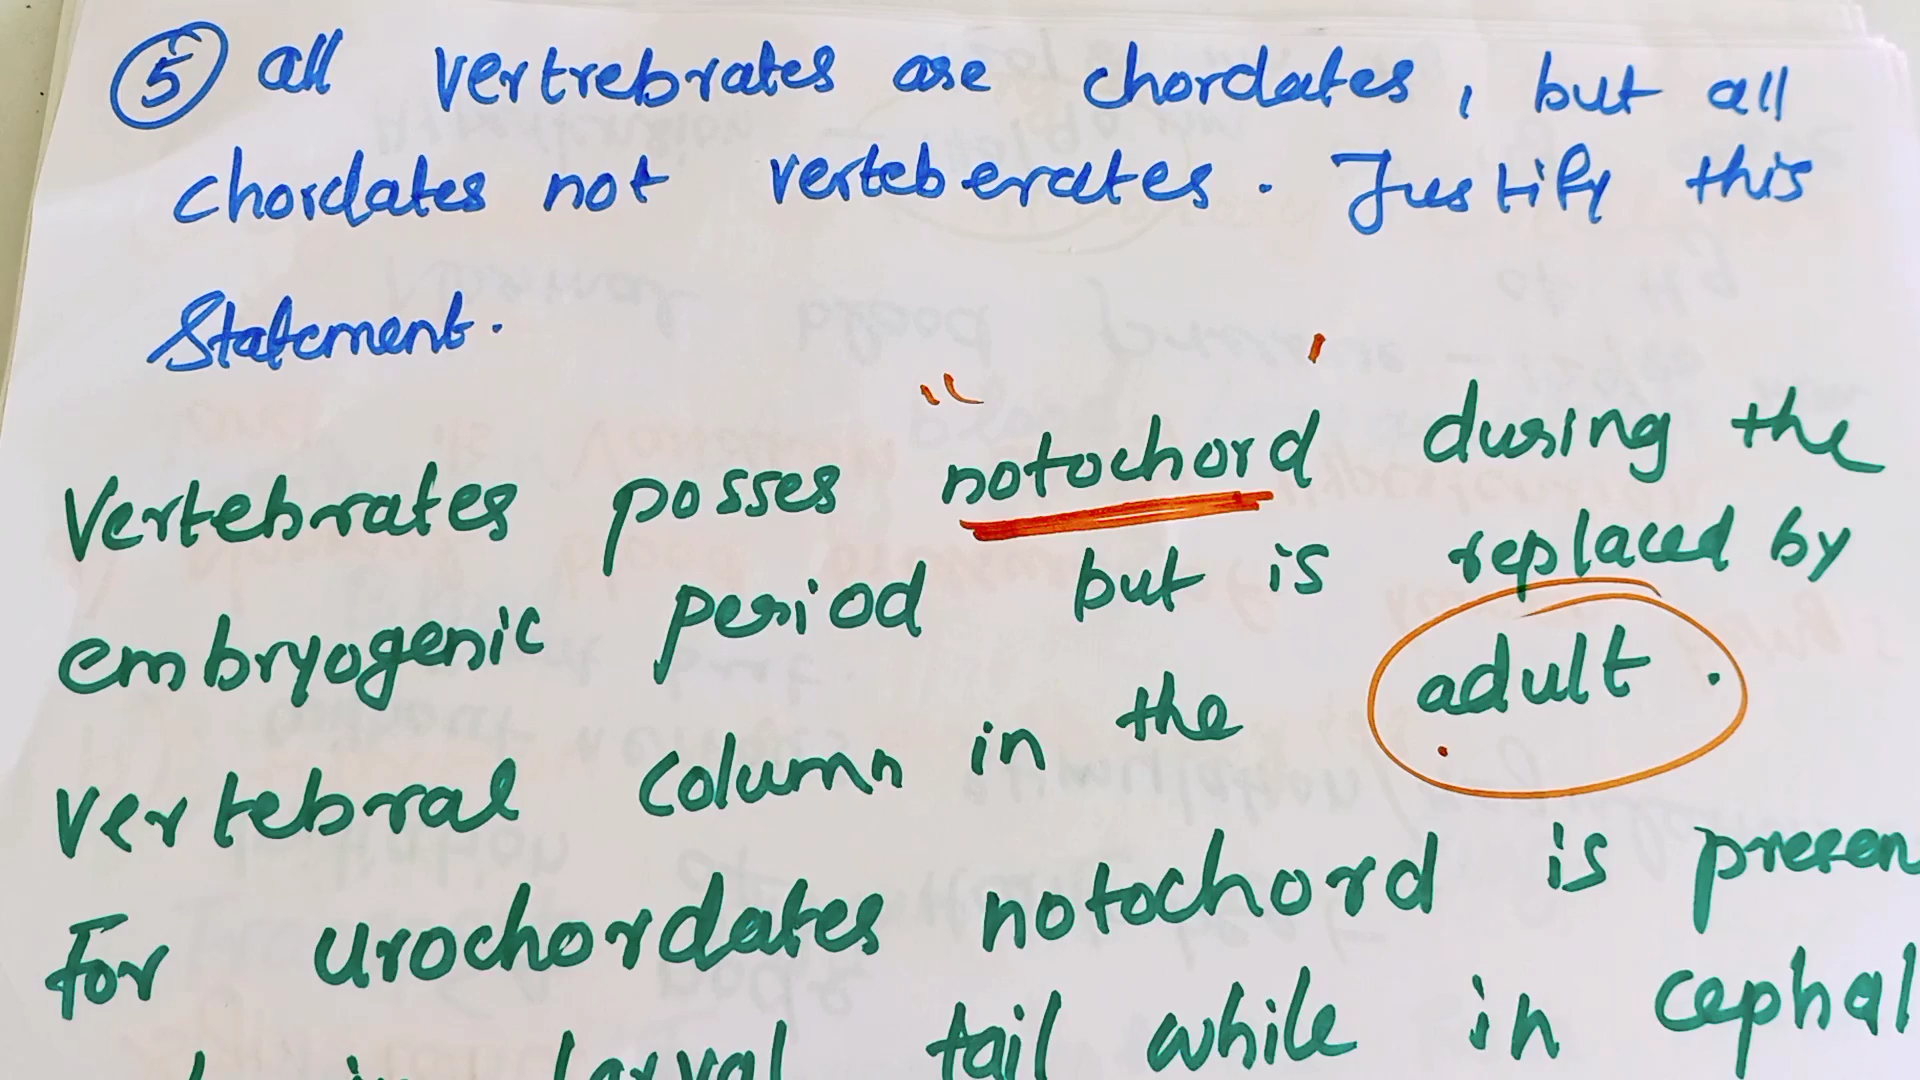 5 all vertrebrates are chordates, but all
chordates not verteberates. Justify this
Statement.
Vertebrates posses "notochord' during the
embryogenic period but is replaced by
vertebral column in the adult.
For urochordates notochord is presen
in larval tail while in cephal